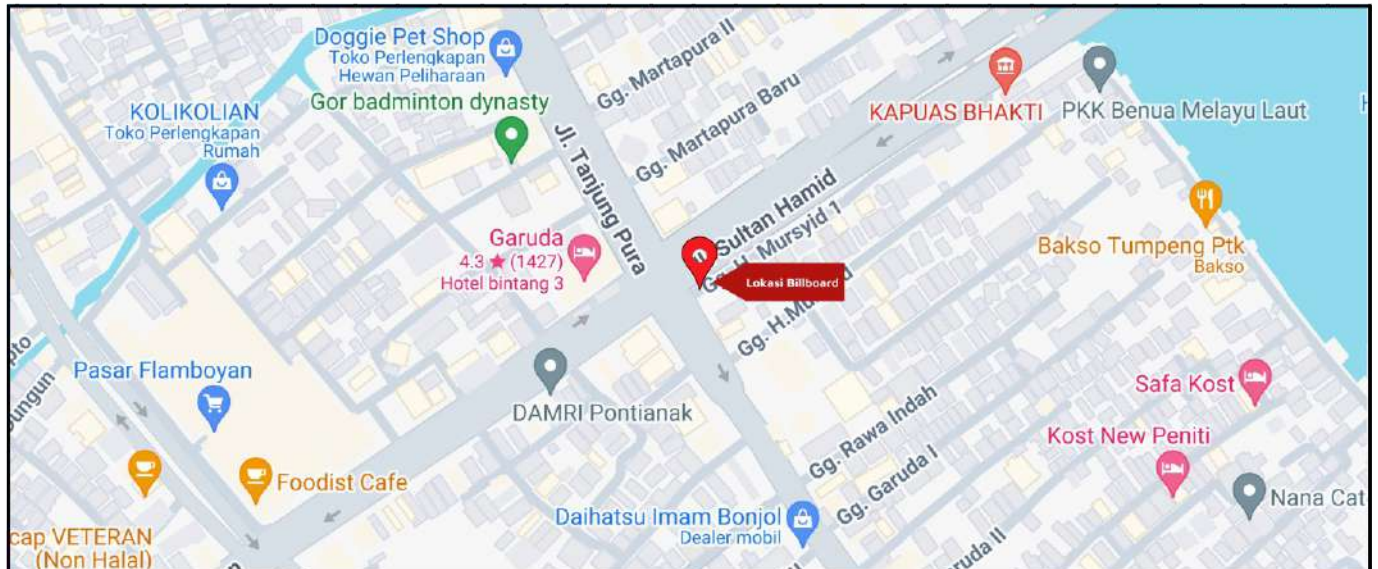 Doggie Pet Shop
Toko Perlengkapan
Hewan Peliharaan
Gg. Martapura II
KOLIKOLIAN
Toko Perlengkapan
Rumah
Gor badminton dynasty
Jl. Tanjung Pura
Gg. Martapura Baru
KAPUAS BHAKTI
PKK Benua Melayu Laut
Garuda
4.3 ★ (1427)
Hotel bintang 3
Sultan Hamid
Gg. H. Mursyid 1
Lokasi Billboard
Gg. H.Mu
Bakso Tumpeng Ptk
Bakso
Pasar Flamboyan
DAMRI Pontianak
Safa Kost
Gg. Rawa Indah
Kost New Peniti
Foodist Cafe
Gg. Garuda I
Nana Cat
Daihatsu Imam Bonjol
Dealer mobil
cap VETERAN
(Non Halal)
ruda II